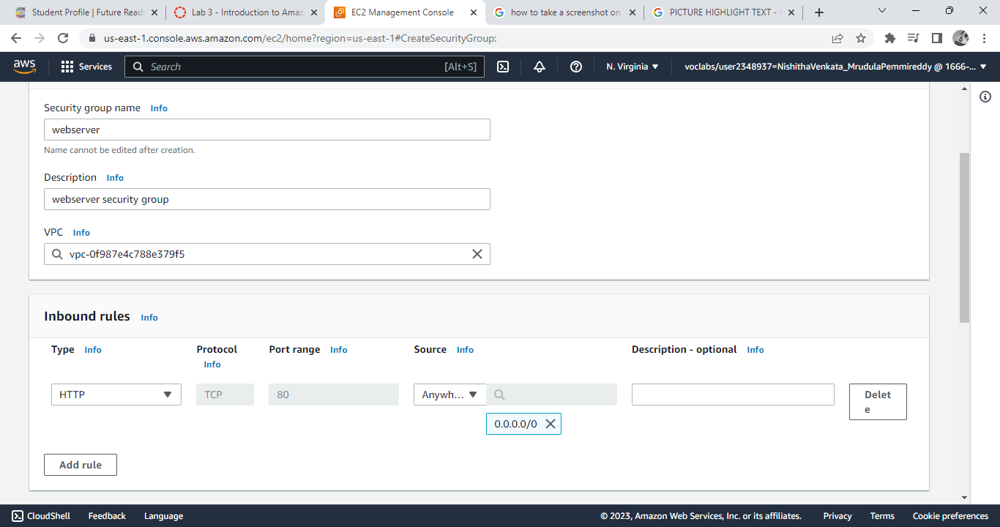 Student Profile | Future Read
Lab 3 - Introduction to Amaz
EC2 Management Console
how to take a screenshot on
PICTURE HIGHLIGHT TEXT -
us-east-1.console.aws.amazon.com/ec2/home?region=us-east-1#CreateSecurityGroup:
aws
Services
Search
[Alt+S]
N. Virginia
voclabs/user2348937=NishithaVenkata_MrudulaPemmireddy @ 1666-...
Security group name Info
webserver
Name cannot be edited after creation.
Description Info
webserver security group
VPC Info
vpc-0f987e4c788e379f5
Inbound rules Info
Type Info Protocol Port range Info Source Info Description - optional Info
Info
HTTP TCP 80 Anywh... Delet
e
0.0.0.0/0
Add rule
CloudShell Feedback Language © 2023, Amazon Web Services, Inc. or its affiliates. Privacy Terms Cookie preferences